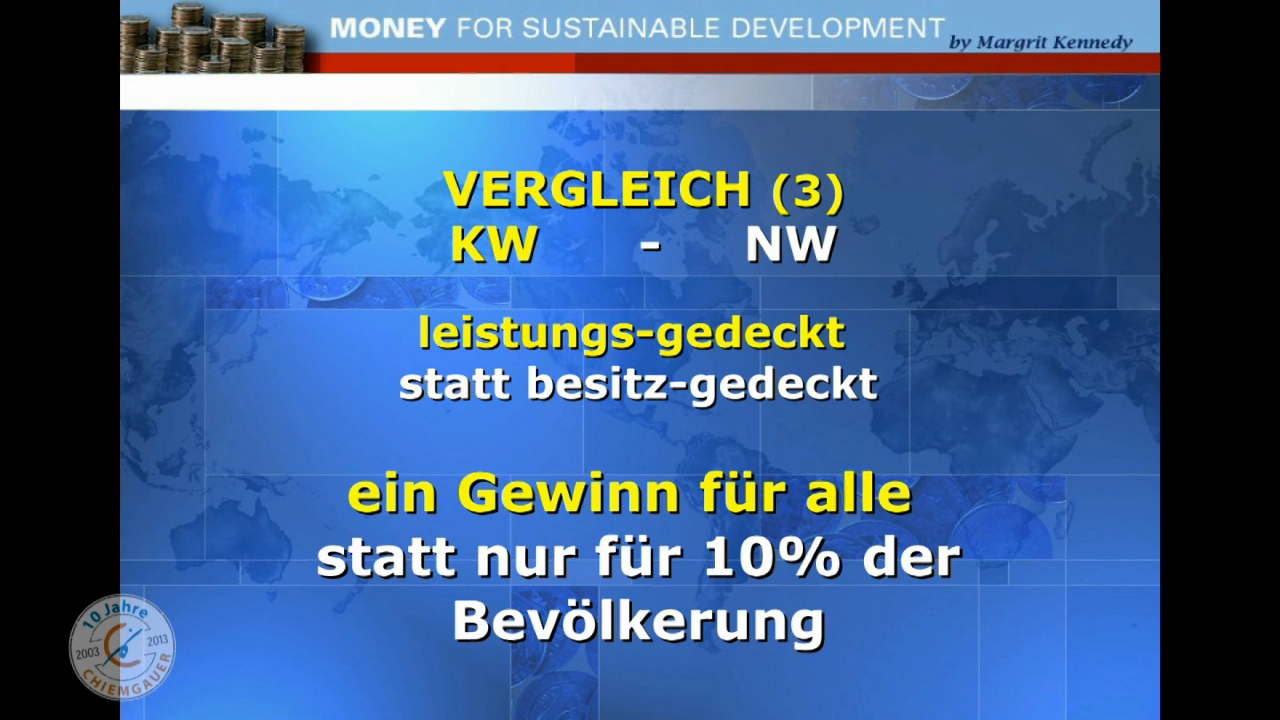 MONEY FOR SUSTAINABLE DEVELOPMENT by Margrit Kennedy
VERGLEICH (3)
KW - NW
leistungs-gedeckt
statt besitz-gedeckt
ein Gewinn für alle
statt nur für 10% der
Bevölkerung
10 Jahre
2003 2013
CHIEMGAUER